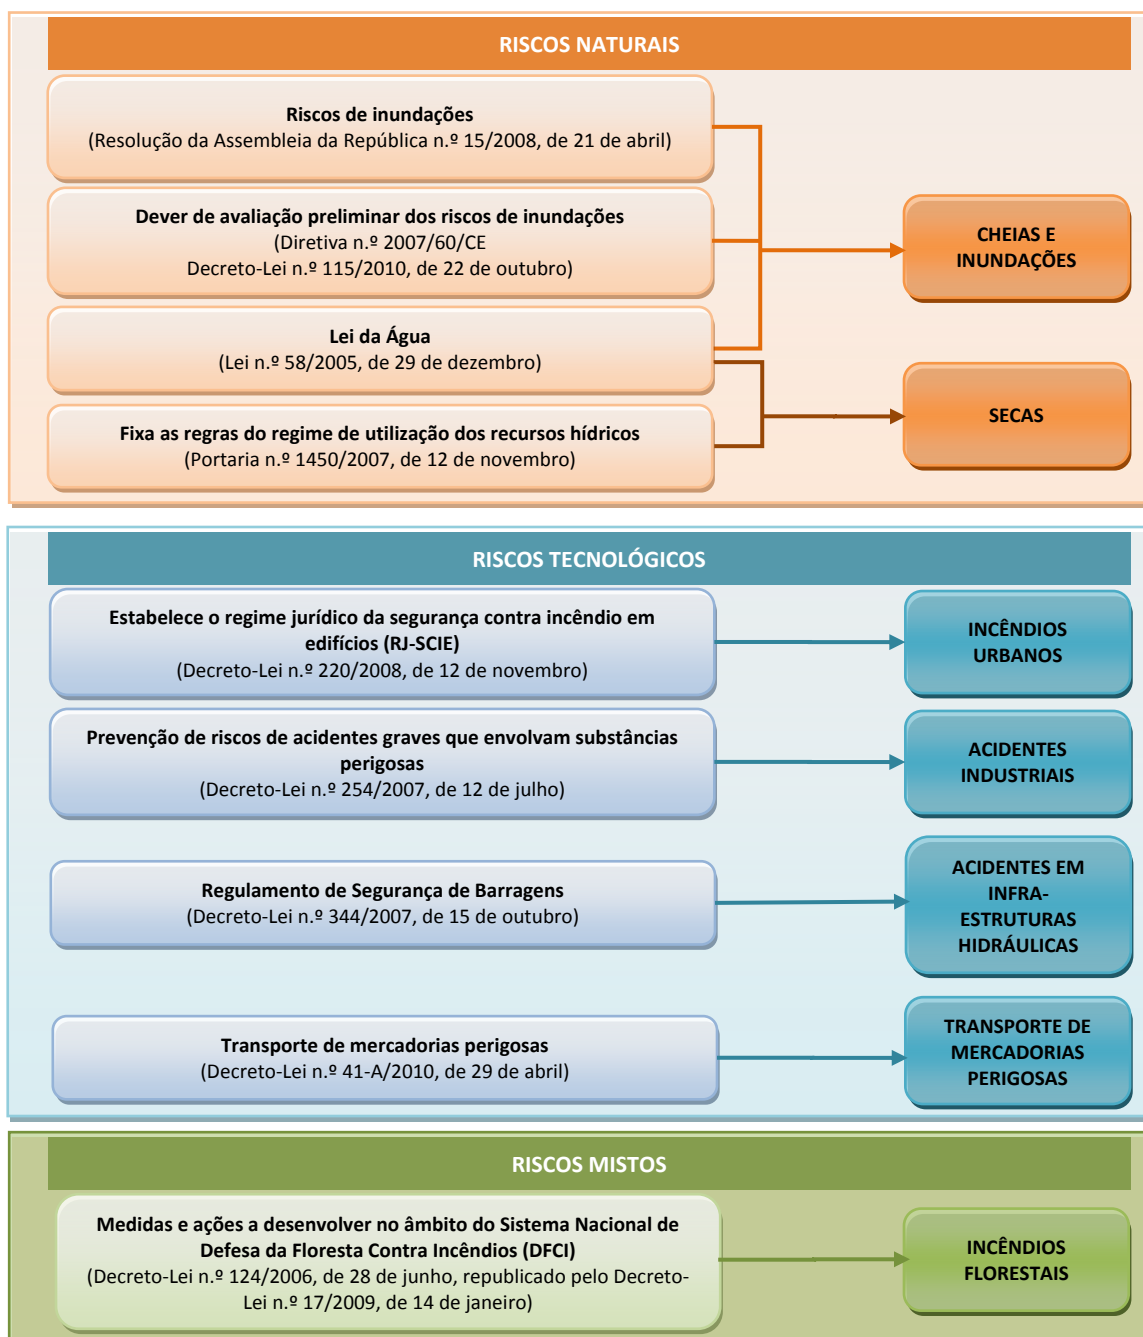 RISCOS NATURAIS
Riscos de inundações
(Resolução da Assembleia da República n.º 15/2008, de 21 de abril)
Dever de avaliação preliminar dos riscos de inundações
(Diretiva n.º 2007/60/CE
Decreto-Lei n.º 115/2010, de 22 de outubro)
CHEIAS E
INUNDAÇÕES
Lei da Água
(Lei n.º 58/2005, de 29 de dezembro)
Fixa as regras do regime de utilização dos recursos hídricos
(Portaria n.º 1450/2007, de 12 de novembro)
SECAS
RISCOS TECNOLÓGICOS
Estabelece o regime jurídico da segurança contra incêndio em
edifícios (RJ-SCIE)
(Decreto-Lei n.º 220/2008, de 12 de novembro)
INCÊNDIOS
URBANOS
Prevenção de riscos de acidentes graves que envolvam substâncias
perigosas
(Decreto-Lei n.º 254/2007, de 12 de julho)
ACIDENTES
INDUSTRIAIS
Regulamento de Segurança de Barragens
(Decreto-Lei n.º 344/2007, de 15 de outubro)
ACIDENTES EM
INFRA-
ESTRUTURAS
HIDRÁULICAS
Transporte de mercadorias perigosas
(Decreto-Lei n.º 41-A/2010, de 29 de abril)
TRANSPORTE DE
MERCADORIAS
PERIGOSAS
RISCOS MISTOS
Medidas e ações a desenvolver no âmbito do Sistema Nacional de
Defesa da Floresta Contra Incêndios (DFCI)
(Decreto-Lei n.º 124/2006, de 28 de junho, republicado pelo Decreto-
Lei n.º 17/2009, de 14 de janeiro)
INCÊNDIOS
FLORESTAIS